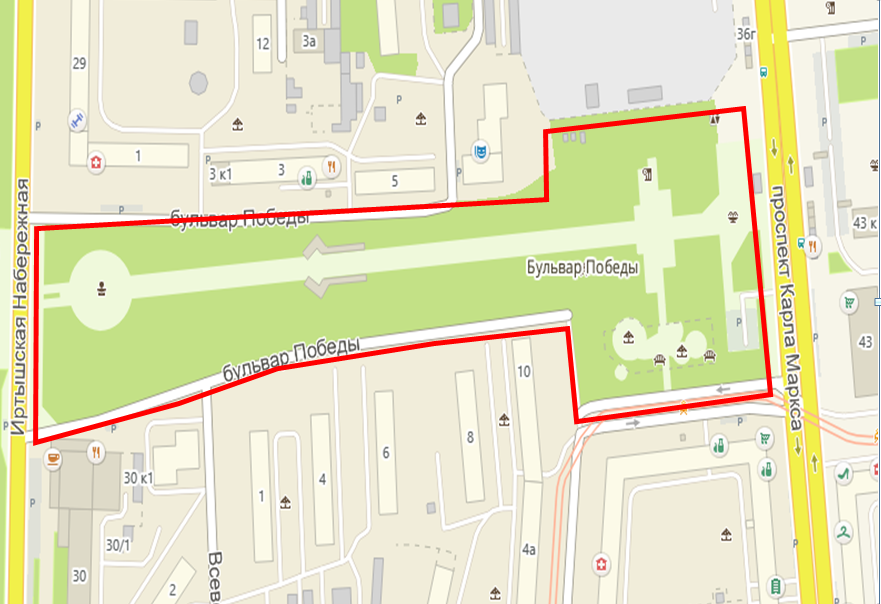 36г
12
3а
29
Р
Р
Р
1
3 к1
3
5
Р
Р
бульвар Победы
43 к
Иртышская Набережная
проспект Карла Маркса
Бульвар Победы
Р
43
бульвар Победы
10
Р
Р
30 к1
1
4
6
8
30/1
4а
Всев
30
2
Р
Р